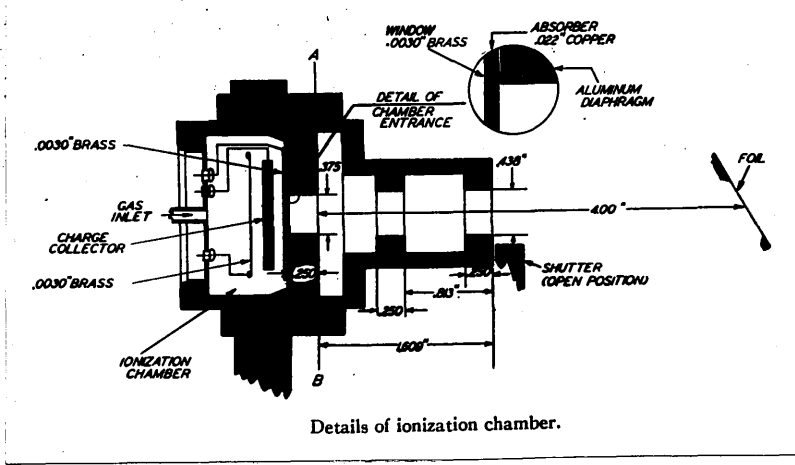 WINDOW
.0030" BRASS
ABSORBER
.022" COPPER
ALUMINUM
DIAPHRAGM
A
DETAIL OF
CHAMBER
ENTRANCE
.0030" BRASS
.375
.438"
FOIL
GAS
INLET
4.00"
CHARGE
COLLECTOR
.0030" BRASS
.250
.250
SHUTTER
(OPEN POSITION)
.813"
.250
IONIZATION
CHAMBER
1.609"
B
Details of ionization chamber.